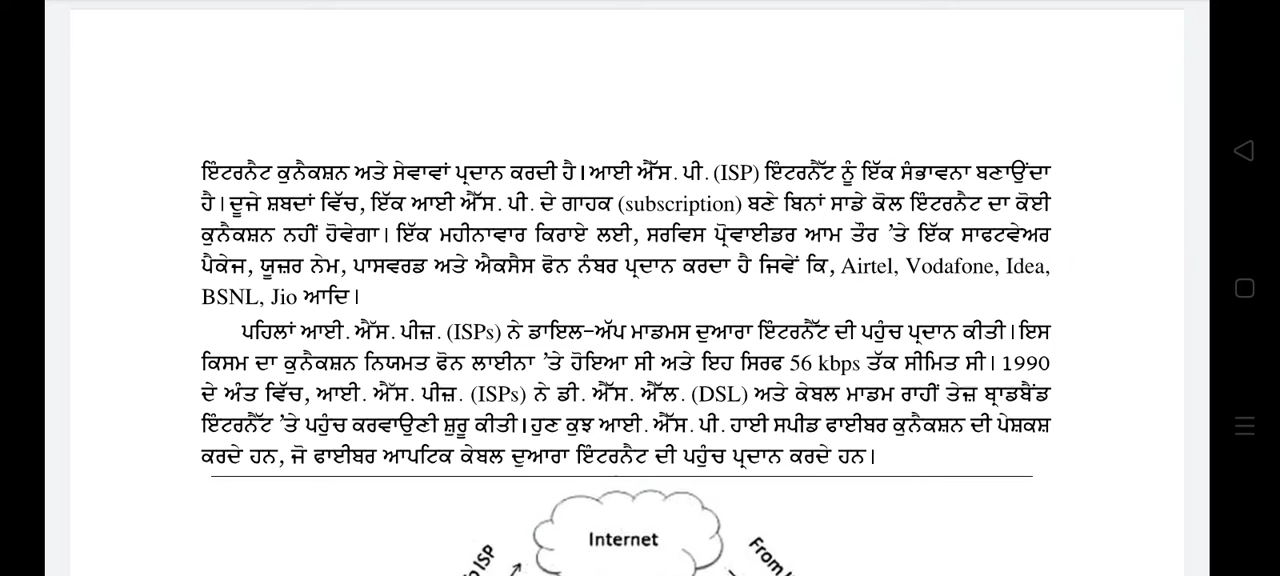 ਇੰਟਰਨੈਟ ਕੁਨੈਕਸ਼ਨ ਅਤੇ ਸੇਵਾਵਾਂ ਪ੍ਰਦਾਨ ਕਰਦੀ ਹੈ। ਆਈ ਐੱਸ. ਪੀ. (ISP) ਇੰਟਰਨੈੱਟ ਨੂੰ ਇੱਕ ਸੰਭਾਵਨਾ ਬਣਾਉਂਦਾ
ਹੈ। ਦੂਜੇ ਸ਼ਬਦਾਂ ਵਿੱਚ, ਇੱਕ ਆਈ ਐੱਸ. ਪੀ. ਦੇ ਗਾਹਕ (subscription) ਬਣੇ ਬਿਨਾਂ ਸਾਡੇ ਕੋਲ ਇੰਟਰਨੈਟ ਦਾ ਕੋਈ
ਕੁਨੈਕਸ਼ਨ ਨਹੀਂ ਹੋਵੇਗਾ। ਇੱਕ ਮਹੀਨਾਵਾਰ ਕਿਰਾਏ ਲਈ, ਸਰਵਿਸ ਪ੍ਰੋਵਾਈਡਰ ਆਮ ਤੌਰ ’ਤੇ ਇੱਕ ਸਾਫਟਵੇਅਰ
ਪੈਕੇਜ, ਯੂਜ਼ਰ ਨੇਮ, ਪਾਸਵਰਡ ਅਤੇ ਐਕਸੈਸ ਫੋਨ ਨੰਬਰ ਪ੍ਰਦਾਨ ਕਰਦਾ ਹੈ ਜਿਵੇਂ ਕਿ, Airtel, Vodafone, Idea,
BSNL, Jio ਆਦਿ।
ਪਹਿਲਾਂ ਆਈ. ਐੱਸ. ਪੀਜ਼. (ISPs) ਨੇ ਡਾਇਲ-ਅੱਪ ਮਾਡਮਸ ਦੁਆਰਾ ਇੰਟਰਨੈੱਟ ਦੀ ਪਹੁੰਚ ਪ੍ਰਦਾਨ ਕੀਤੀ। ਇਸ
ਕਿਸਮ ਦਾ ਕੁਨੈਕਸ਼ਨ ਨਿਯਮਤ ਫੋਨ ਲਾਈਨਾ ’ਤੇ ਹੋਇਆ ਸੀ ਅਤੇ ਇਹ ਸਿਰਫ 56 kbps ਤੱਕ ਸੀਮਿਤ ਸੀ। 1990
ਦੇ ਅੰਤ ਵਿੱਚ, ਆਈ. ਐੱਸ. ਪੀਜ਼. (ISPs) ਨੇ ਡੀ. ਐੱਸ. ਐੱਲ. (DSL) ਅਤੇ ਕੇਬਲ ਮਾਡਮ ਰਾਹੀਂ ਤੇਜ਼ ਬ੍ਰਾਡਬੈਂਡ
ਇੰਟਰਨੈੱਟ ’ਤੇ ਪਹੁੰਚ ਕਰਵਾਉਣੀ ਸ਼ੁਰੂ ਕੀਤੀ। ਹੁਣ ਕੁਝ ਆਈ. ਐੱਸ. ਪੀ. ਹਾਈ ਸਪੀਡ ਫਾਈਬਰ ਕੁਨੈਕਸ਼ਨ ਦੀ ਪੇਸ਼ਕਸ਼
ਕਰਦੇ ਹਨ, ਜੋ ਫਾਈਬਰ ਆਪਟਿਕ ਕੇਬਲ ਦੁਆਰਾ ਇੰਟਰਨੈਟ ਦੀ ਪਹੁੰਚ ਪ੍ਰਦਾਨ ਕਰਦੇ ਹਨ।
Internet
ISP
From